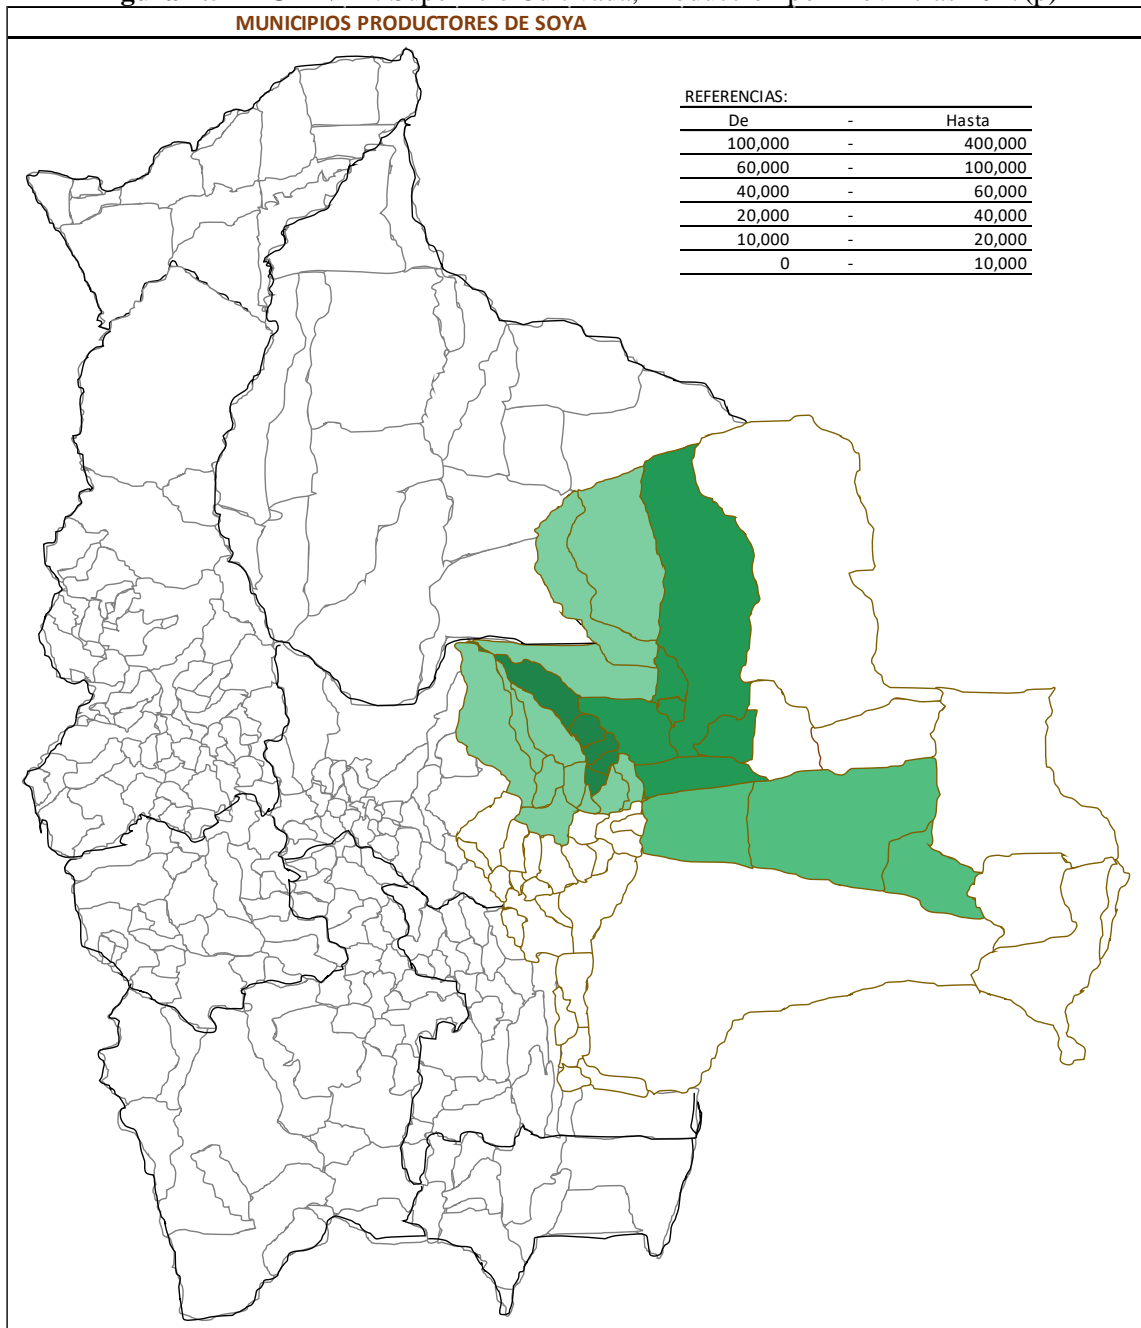 MUNICIPIOS PRODUCTORES DE SOYA
REFERENCIAS:
De - Hasta
100,000 - 400,000
60,000 - 100,000
40,000 - 60,000
20,000 - 40,000
10,000 - 20,000
0 - 10,000